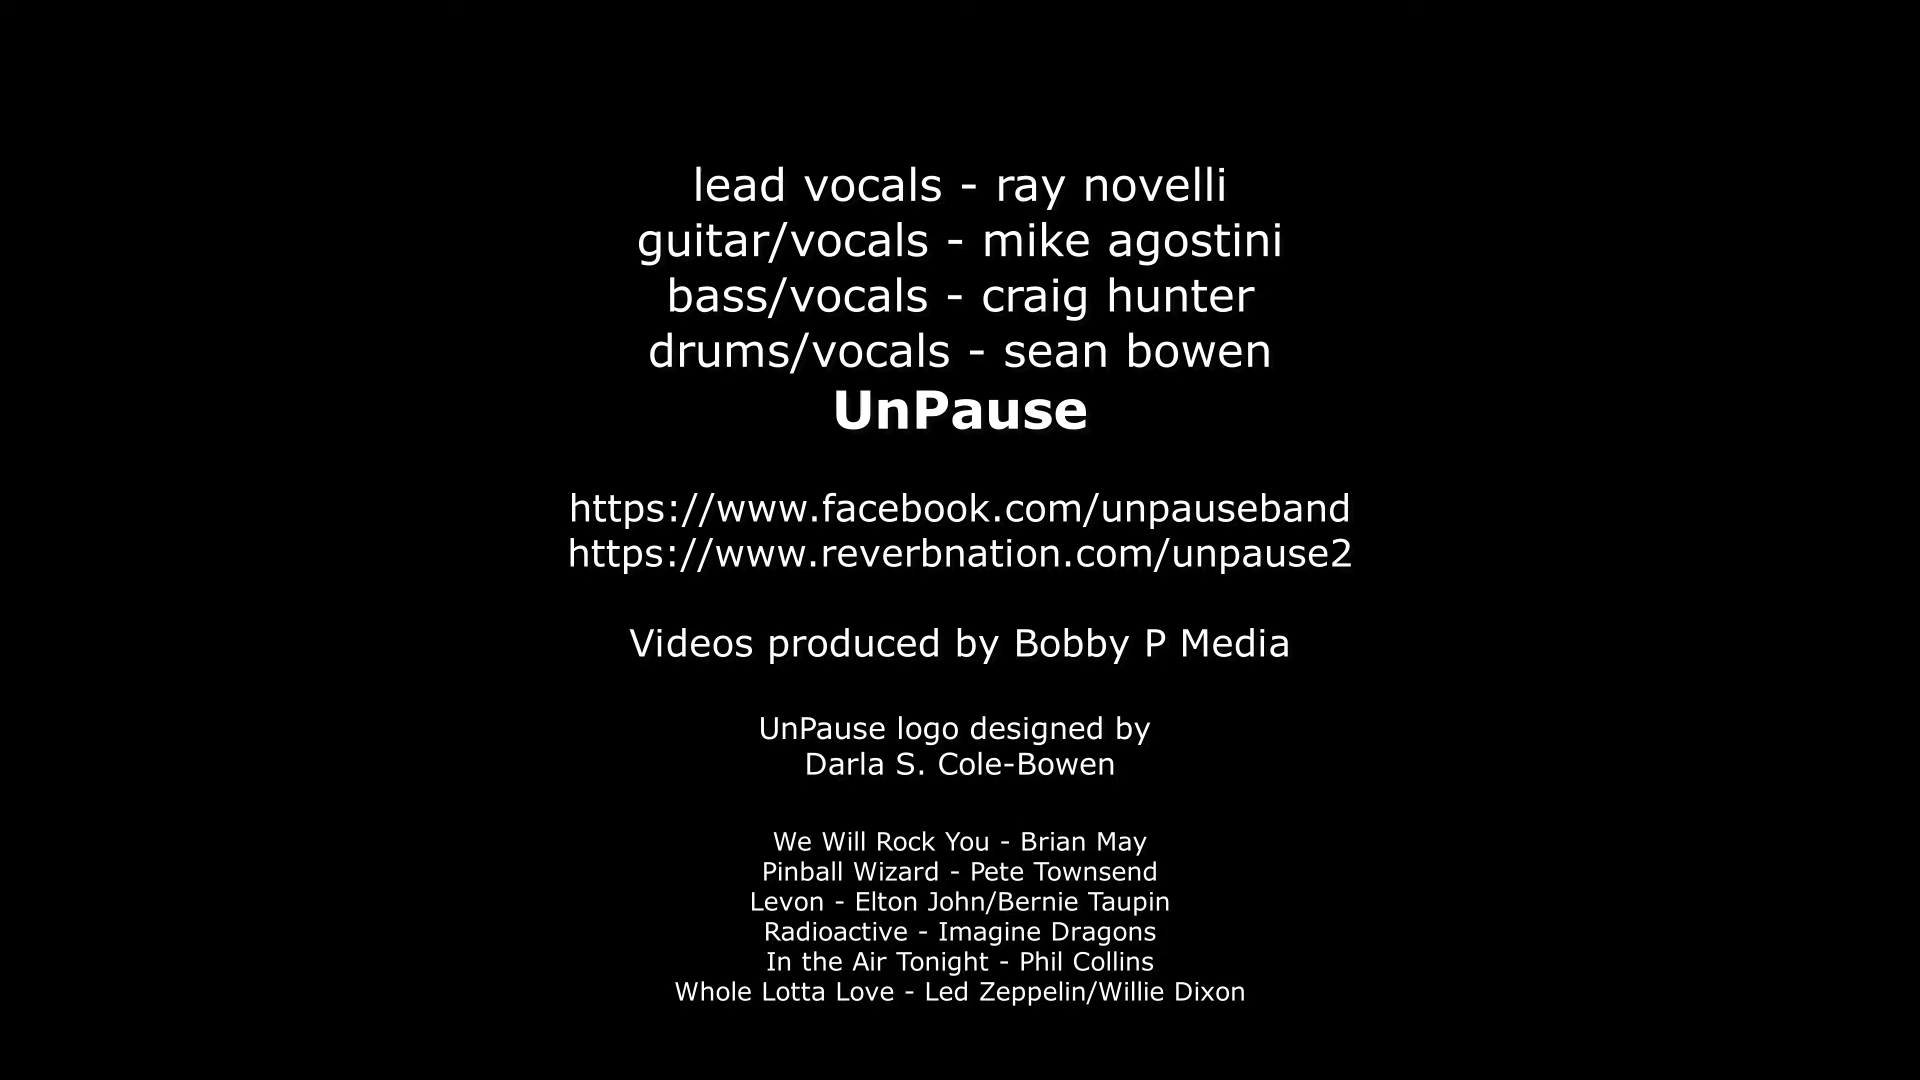 lead vocals - ray novelli
guitar/vocals - mike agostini
bass/vocals - craig hunter
drums/vocals - sean bowen
UnPause
https://www.facebook.com/unpauseband
https://www.reverbnation.com/unpause2
Videos produced by Bobby P Media
UnPause logo designed by
Darla S. Cole-Bowen
We Will Rock You - Brian May
Pinball Wizard - Pete Townsend
Levon - Elton John/Bernie Taupin
Radioactive - Imagine Dragons
In the Air Tonight - Phil Collins
Whole Lotta Love - Led Zeppelin/Willie Dixon